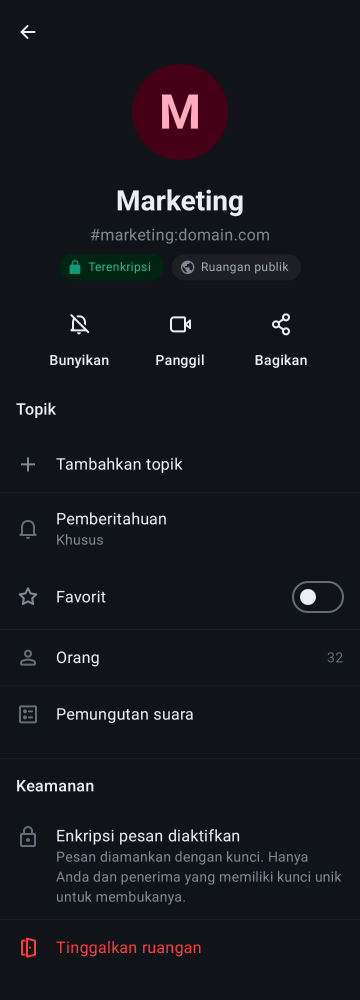 M
Marketing
#marketing:domain.com
Terenkripsi
Ruangan publik
Bunyikan
Panggil
Bagikan
Topik
Tambahkan topik
Pemberitahuan
Khusus
Favorit
Orang
32
Pemungutan suara
Keamanan
Enkripsi pesan diaktifkan
Pesan diamankan dengan kunci. Hanya
Anda dan penerima yang memiliki kunci unik
untuk membukanya.
Tinggalkan ruangan